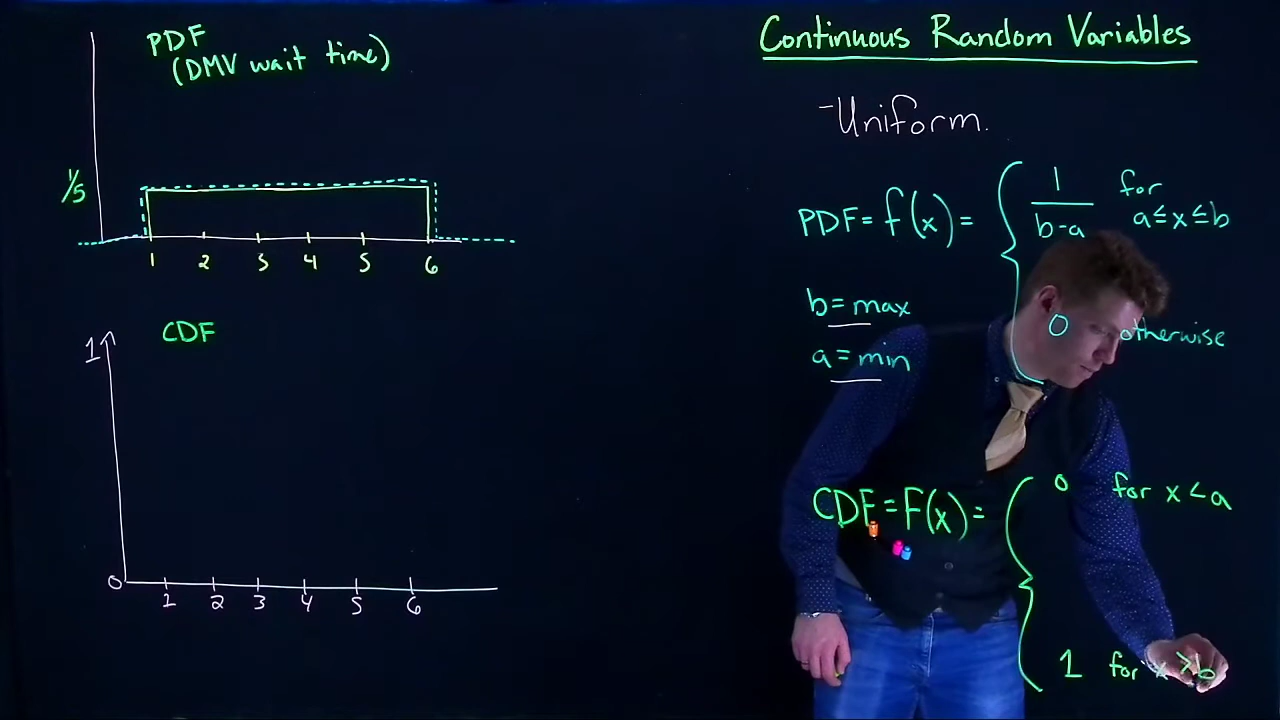 PDF
(DMV wait time)
1/5
1 2 3 4 5 6
CDF
1
0
1 2 3 4 5 6
Continuous Random Variables
-Uniform.
PDF = f(x) = { 1/b-a for a≤x≤b
0 otherwise
b = max
a = min
CDF = F(x) = { 0 for x<a
1 for x >b